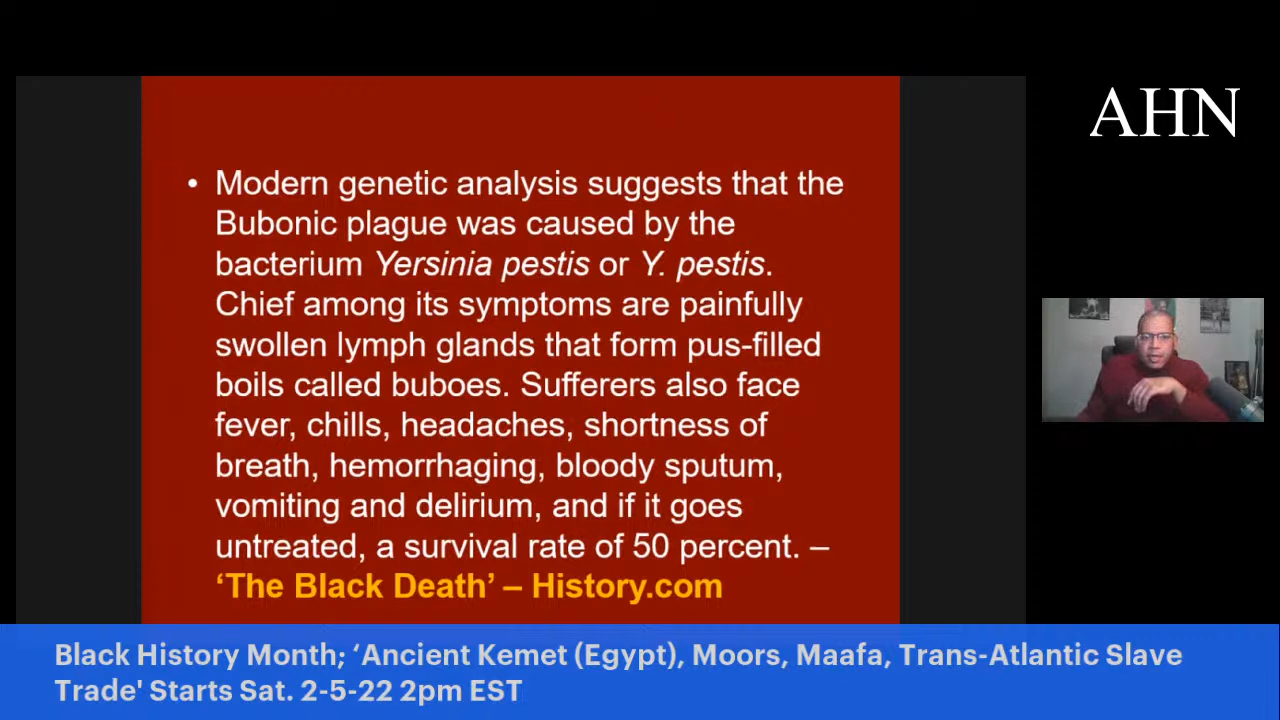 AHN
• Modern genetic analysis suggests that the
Bubonic plague was caused by the
bacterium Yersinia pestis or Y. pestis.
Chief among its symptoms are painfully
swollen lymph glands that form pus-filled
boils called buboes. Sufferers also face
fever, chills, headaches, shortness of
breath, hemorrhaging, bloody sputum,
vomiting and delirium, and if it goes
untreated, a survival rate of 50 percent. –
‘The Black Death’ – History.com
Black History Month; ‘Ancient Kemet (Egypt), Moors, Maafa, Trans-Atlantic Slave
Trade' Starts Sat. 2-5-22 2pm EST